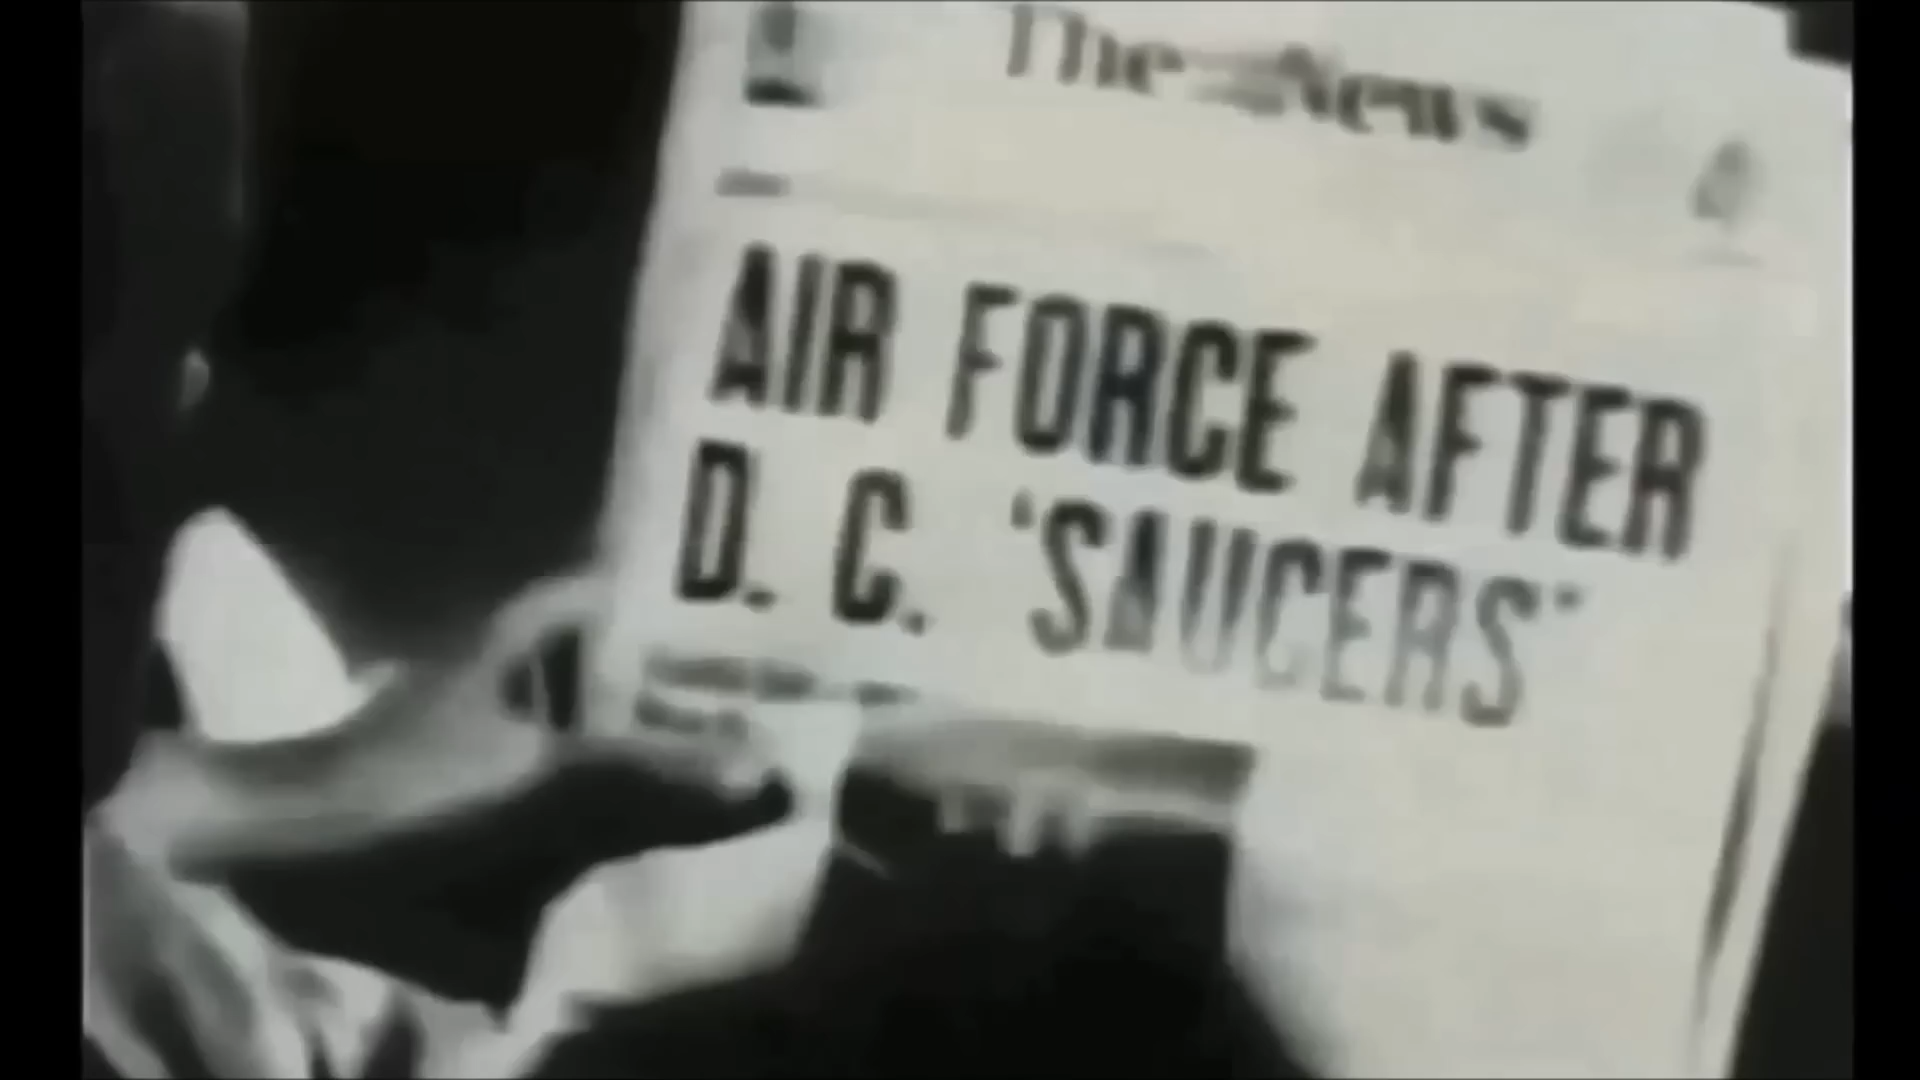 The News
AIR FORCE AFTER
D. C. 'SAUCERS'